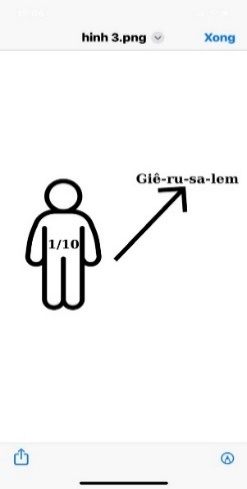 hinh 3.png
Xong
Giê-ru-sa-lem
1/10